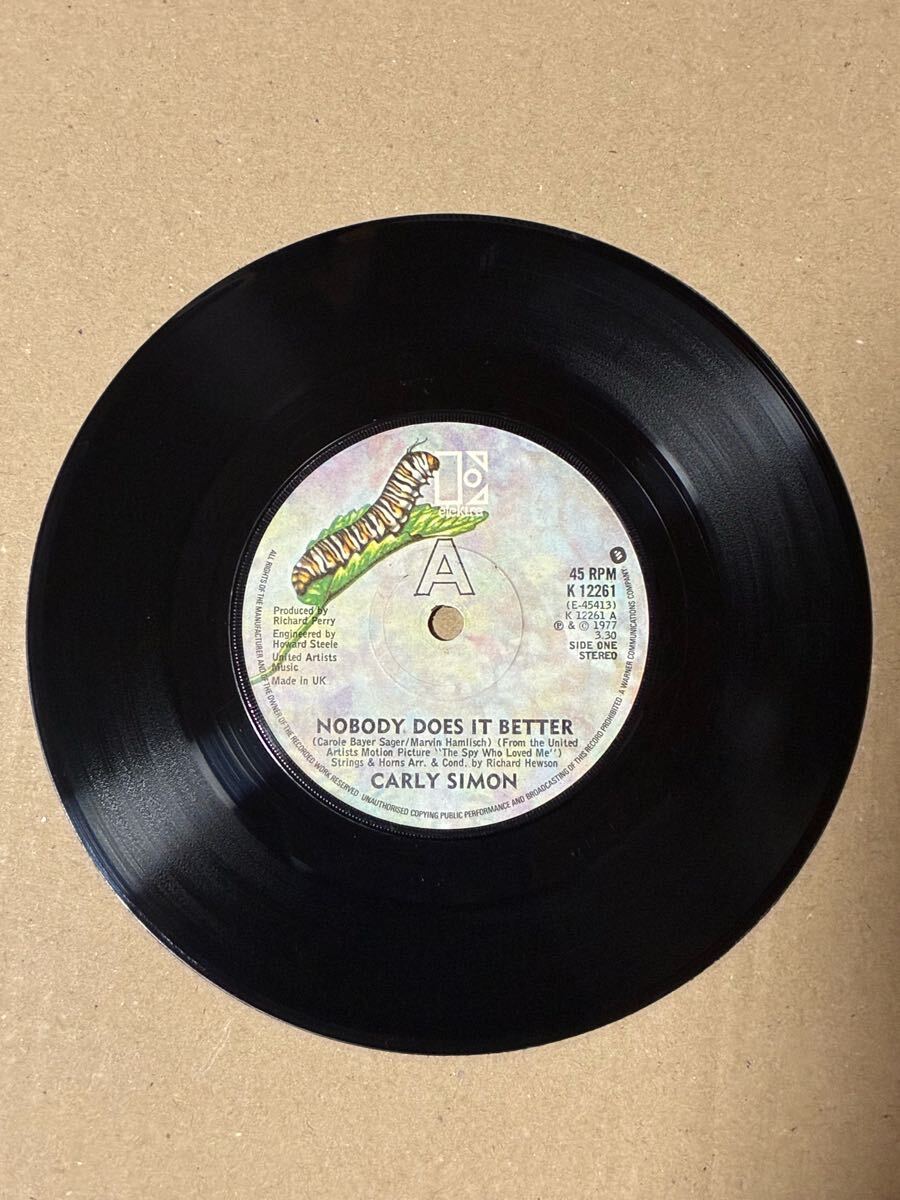 elektra
A
45 RPM
K 12261
(E-45413)
K 12261 A
℗ & © 1977
3.30
SIDE ONE
STEREO
Produced by
Richard Perry
Engineered by
Howard Steele
United Artists
Music
Made in UK
NOBODY DOES IT BETTER
(Carole Bayer Sager/Marvin Hamlisch) (From the United
Artists Motion Picture "The Spy Who Loved Me")
Strings & Horns Arr. & Cond. by Richard Hewson
CARLY SIMON
ALL RIGHTS OF THE MANUFACTURER AND OF THE OWNER OF THE RECORDED WORK RESERVED UNAUTHORISED COPYING PUBLIC PERFORMANCE AND BROADCASTING OF THIS RECORD PROHIBITED · A WARNER COMMUNICATIONS COMPANY